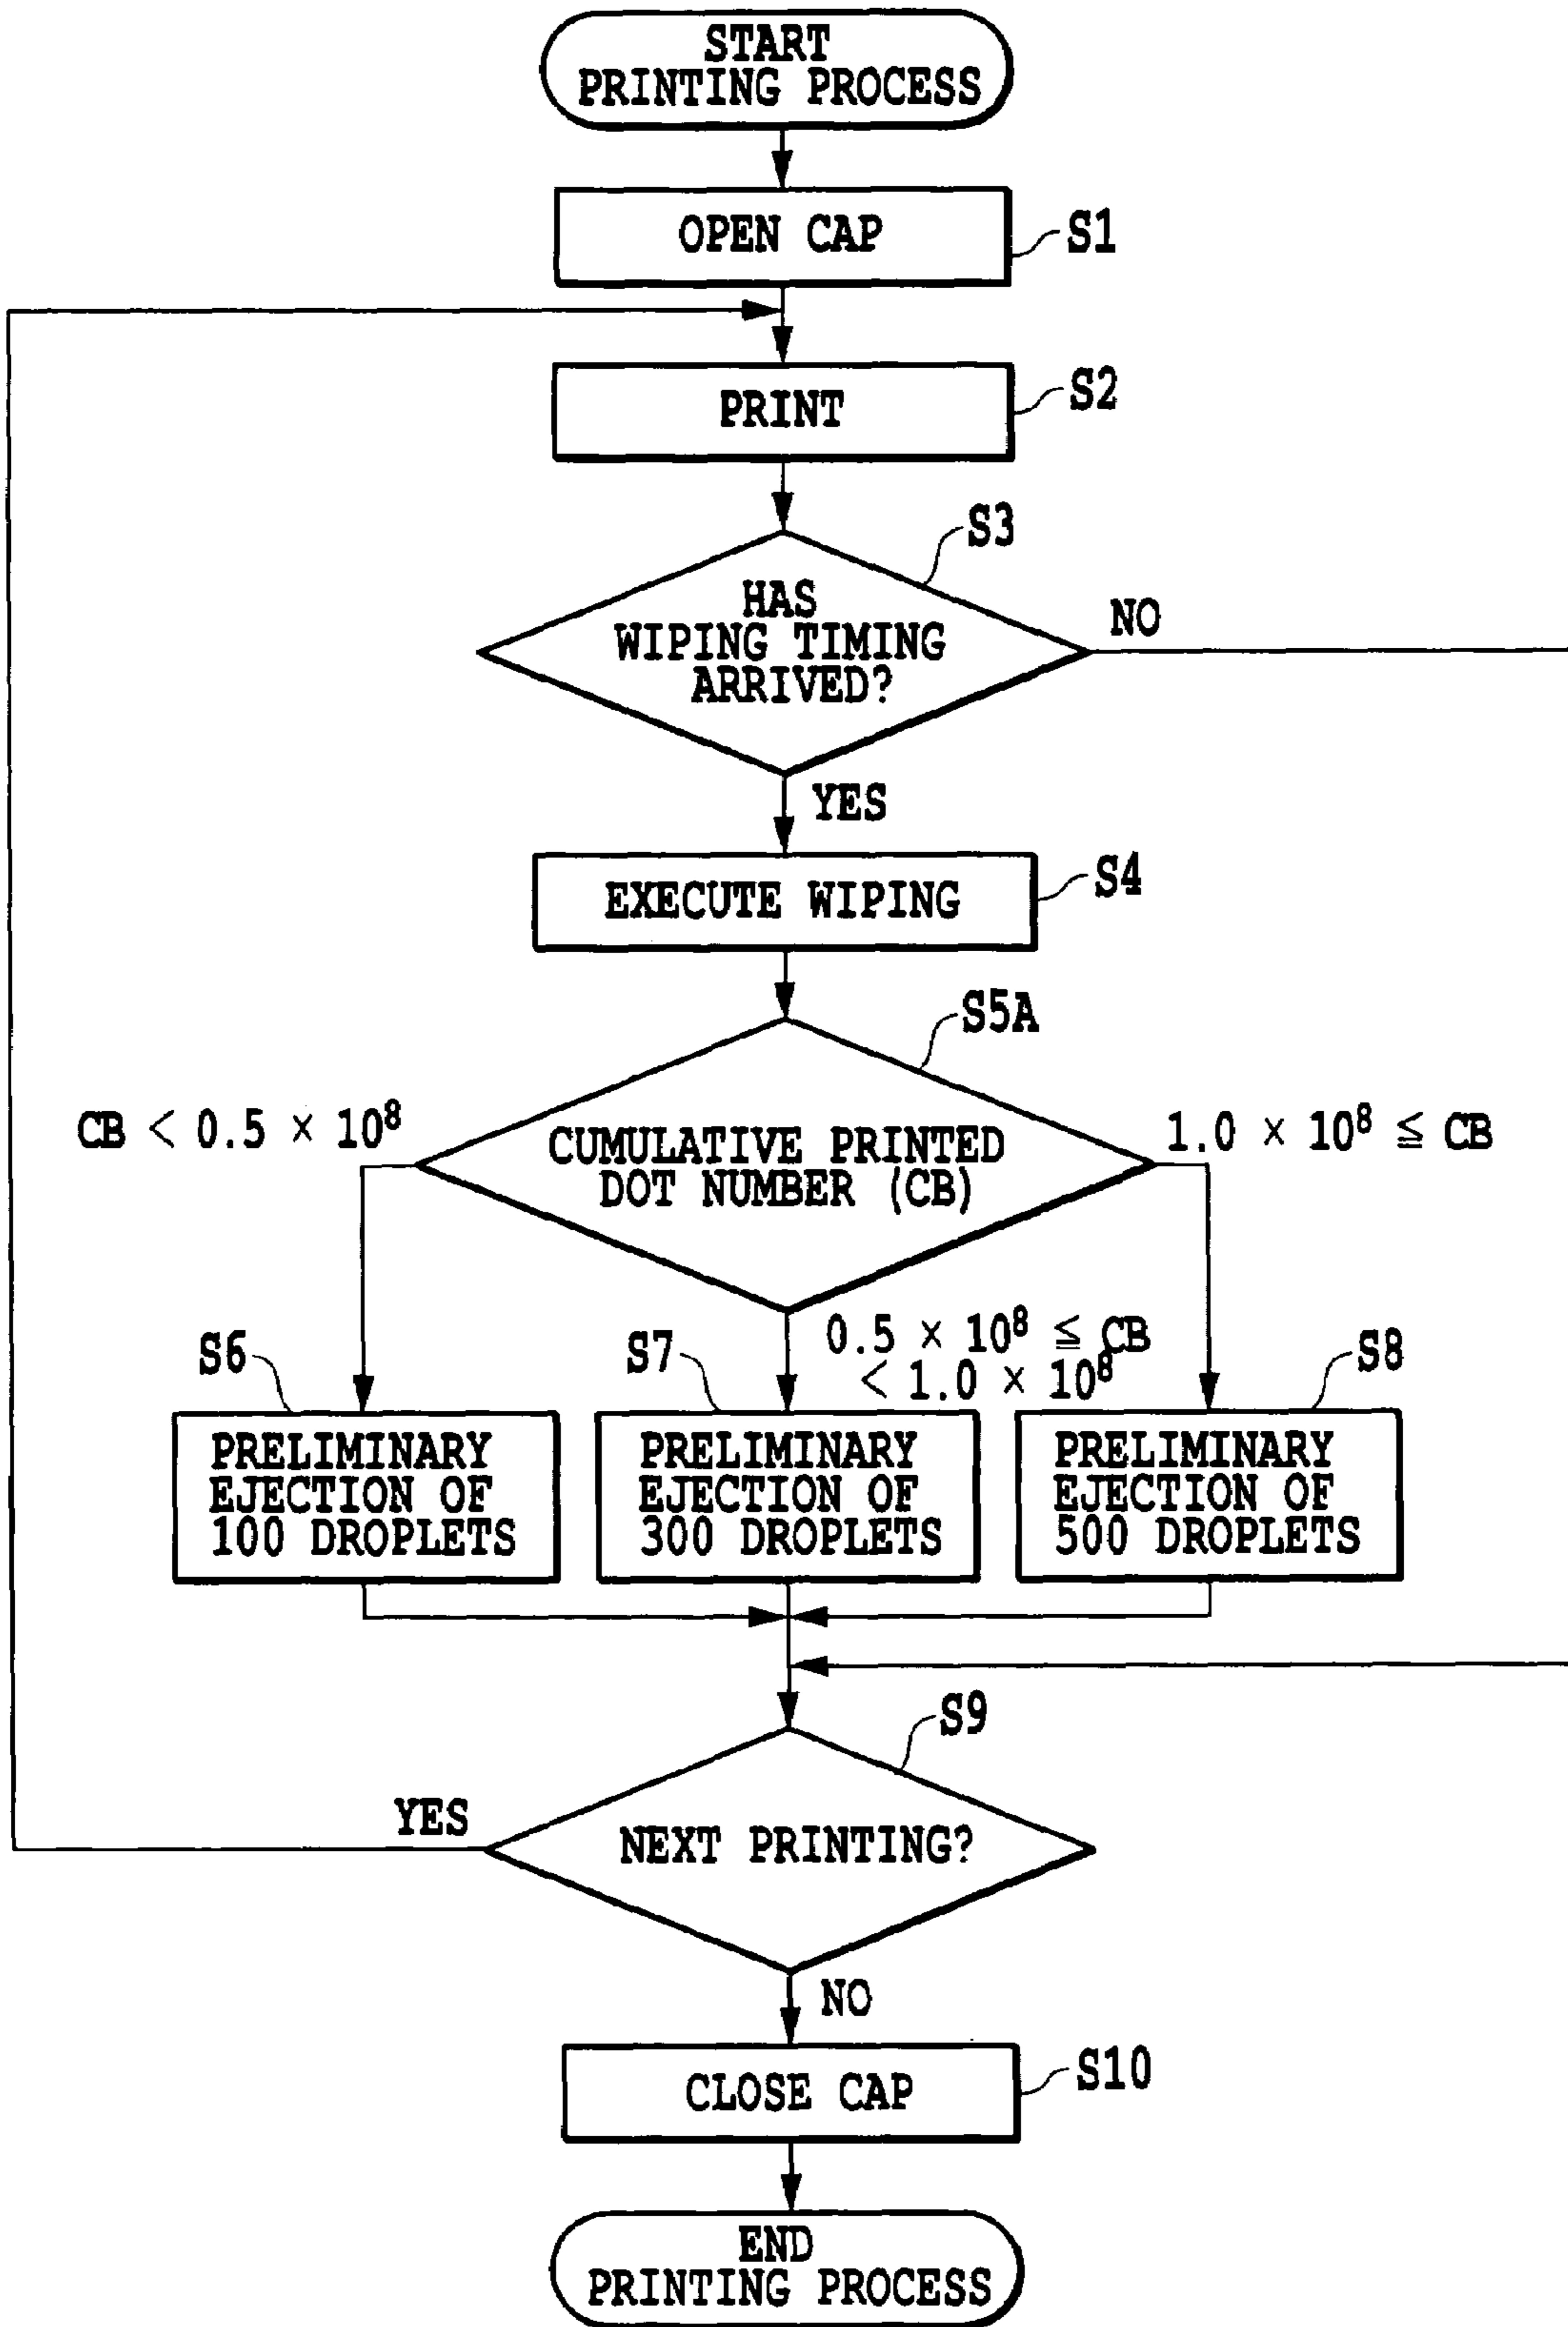 START
PRINTING PROCESS
OPEN CAP
S1
PRINT
S2
S3
HAS
WIPING TIMING
ARRIVED?
NO
YES
EXECUTE WIPING
S4
S5A
CB < 0.5 × 10⁸
CUMULATIVE PRINTED
DOT NUMBER (CB)
1.0 × 10⁸ ≦ CB
0.5 × 10⁸ ≦ CB
< 1.0 × 10⁸
S6
PRELIMINARY
EJECTION OF
100 DROPLETS
S7
PRELIMINARY
EJECTION OF
300 DROPLETS
S8
PRELIMINARY
EJECTION OF
500 DROPLETS
S9
YES
NEXT PRINTING?
NO
CLOSE CAP
S10
END
PRINTING PROCESS